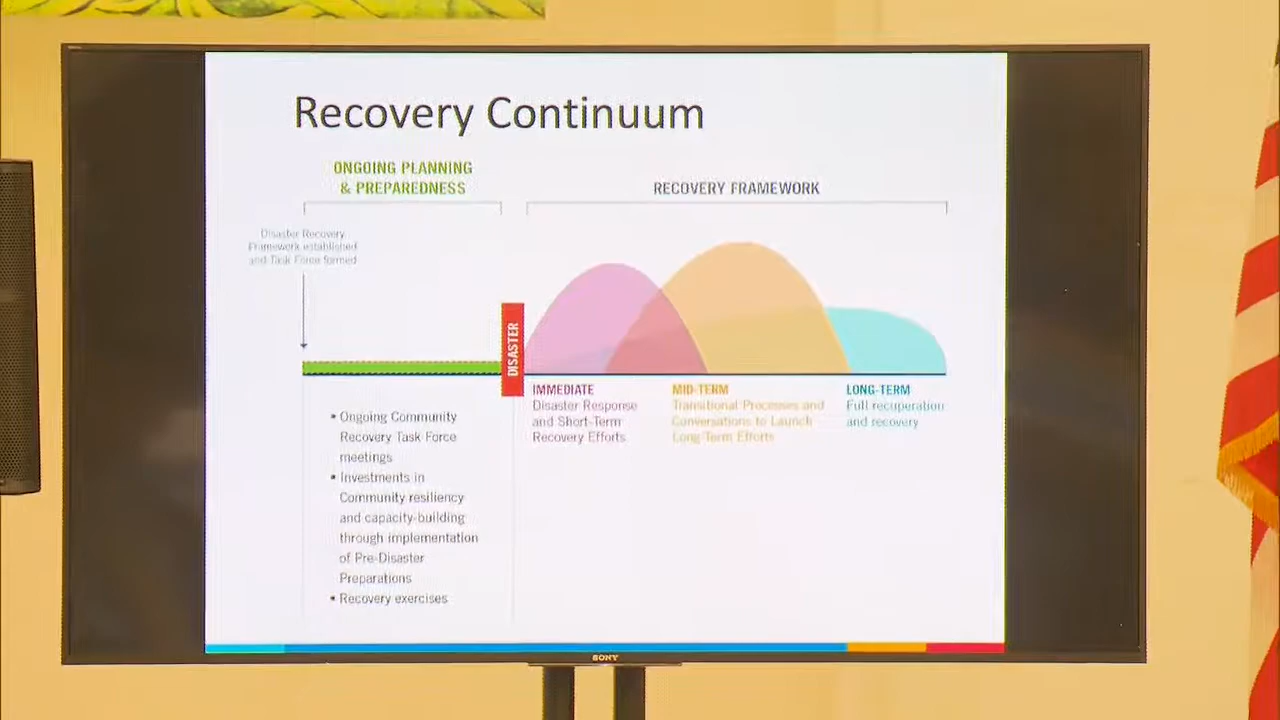 Recovery Continuum
ONGOING PLANNING
& PREPAREDNESS
RECOVERY FRAMEWORK
Disaster Recovery
Framework established
and Task Force formed
DISASTER
IMMEDIATE
Disaster Response
and Short-Term
Recovery Efforts
MID-TERM
Transitional Processes and
Conversations to Launch
Long-Term Efforts
LONG-TERM
Full recuperation
and recovery
• Ongoing Community
Recovery Task Force
meetings
• Investments in
Community resiliency
and capacity-building
through implementation
of Pre-Disaster
Preparations
• Recovery exercises
SONY